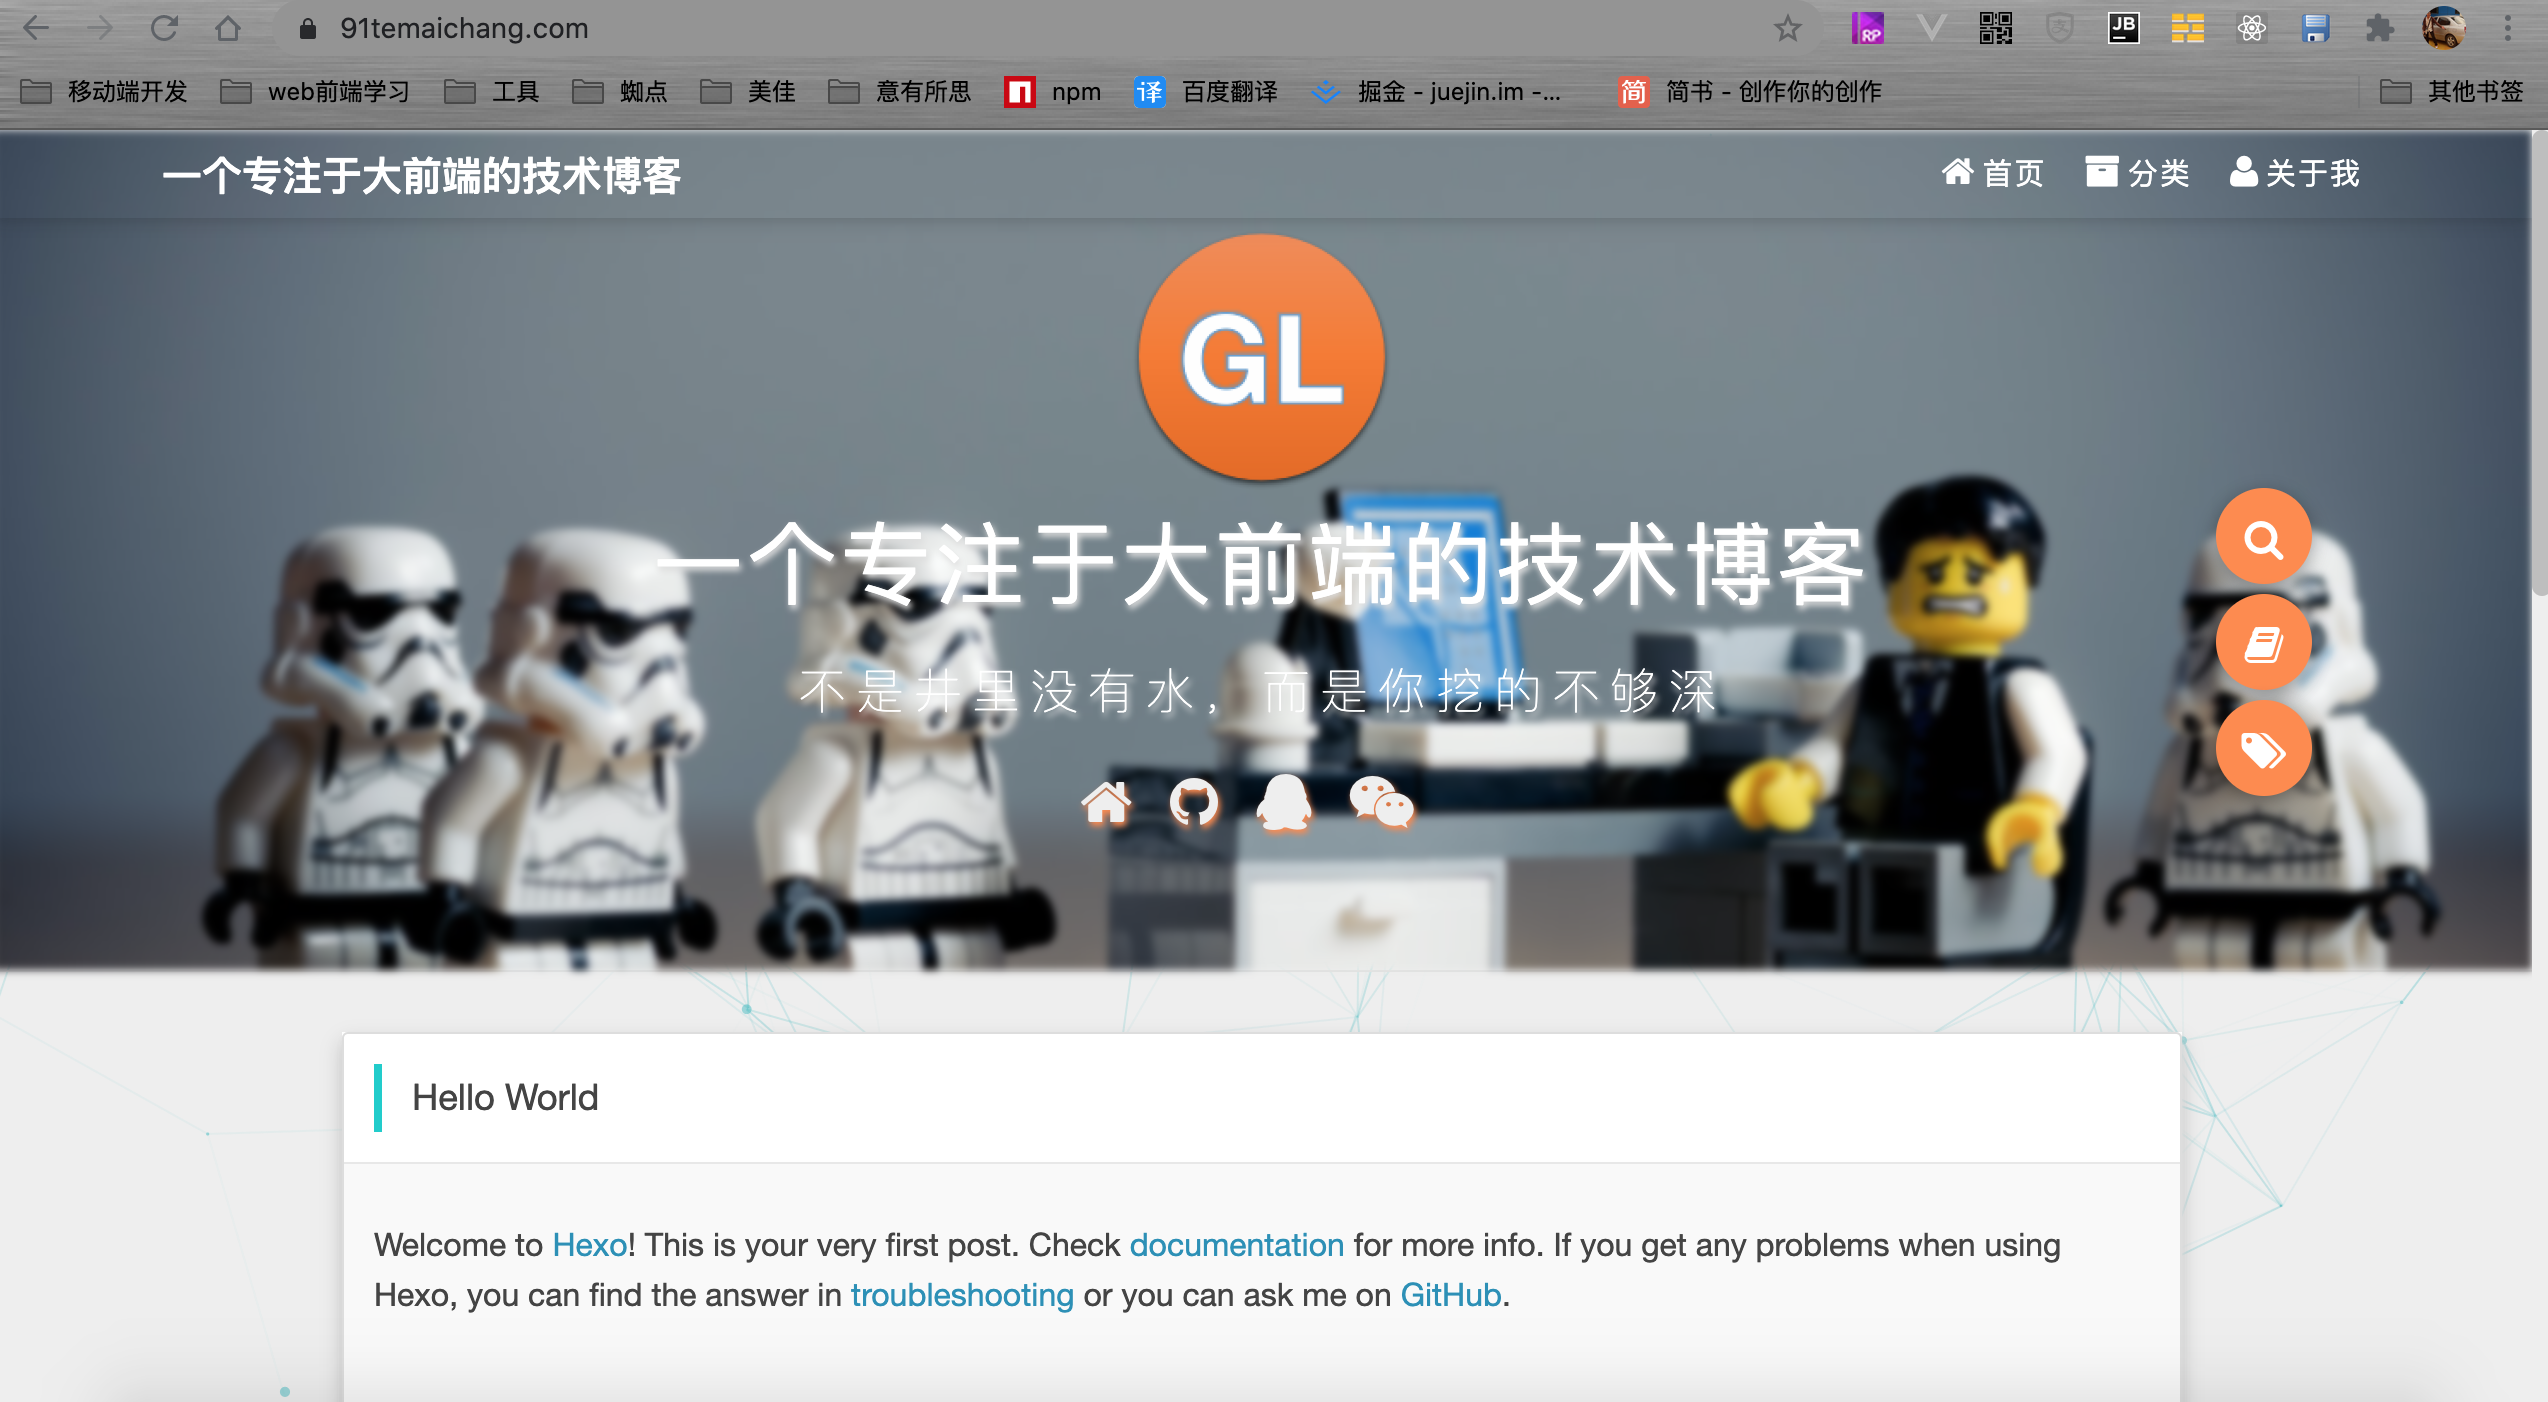 91temaichang.com
RP
JB
移动端开发 web前端学习 工具 蜘点 美佳 意有所思 npm 译 百度翻译 掘金 - juejin.im -... 简 简书 - 创作你的创作 其他书签
一个专注于大前端的技术博客 首页 分类 关于我
GL
一个专注于大前端的技术博客
不是井里没有水，而是你挖的不够深
Hello World
Welcome to Hexo! This is your very first post. Check documentation for more info. If you get any problems when using
Hexo, you can find the answer in troubleshooting or you can ask me on GitHub.